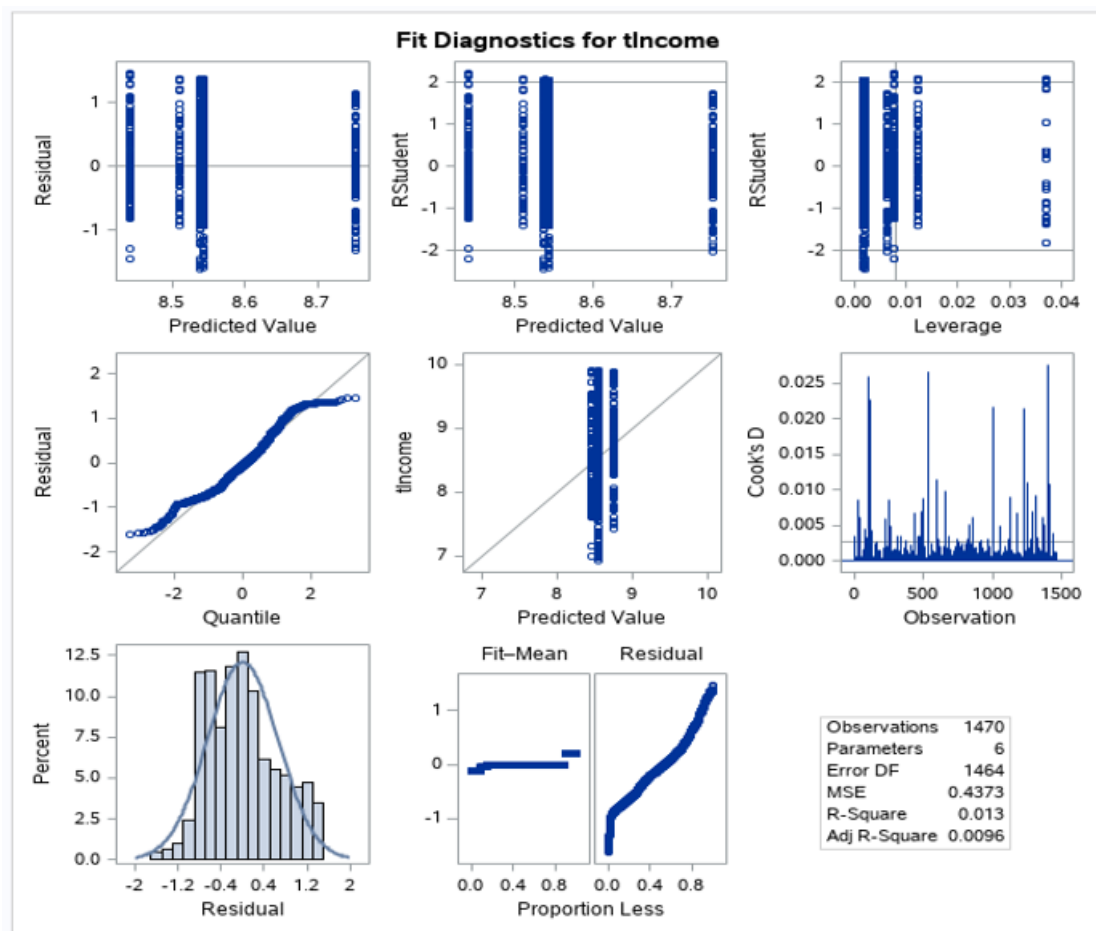 Fit Diagnostics for tIncome
Residual
1
0
-1
8.5 8.6 8.7
Predicted Value
RStudent
2
1
0
-1
-2
8.5 8.6 8.7
Predicted Value
RStudent
2
1
0
-1
-2
0.00 0.01 0.02 0.03 0.04
Leverage
Residual
2
1
0
-1
-2
-2 0 2
Quantile
tIncome
10
9
8
7
7 8 9 10
Predicted Value
Cook's D
0.025
0.020
0.015
0.010
0.005
0.000
0 500 1000 1500
Observation
Percent
12.5
10.0
7.5
5.0
2.5
0.0
-2 -1.2 -0.4 0.4 1.2 2
Residual
Fit–Mean Residual
1
0
-1
0.0 0.4 0.8 0.0 0.4 0.8
Proportion Less
Observations 1470
Parameters 6
Error DF 1464
MSE 0.4373
R-Square 0.013
Adj R-Square 0.0096